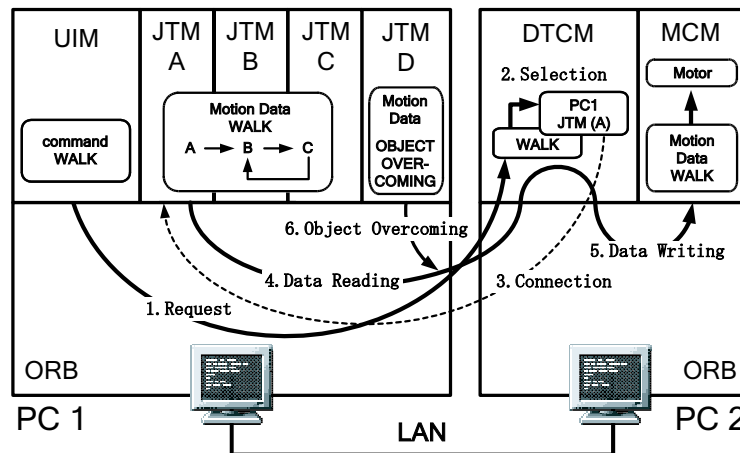 UIM
JTM
A
JTM
B
JTM
C
JTM
D
DTCM
MCM
command
WALK
Motion Data
WALK
A
B
C
Motion
Data
OBJECT
OVER-
COMING
2.Selection
PC1
JTM (A)
WALK
Motor
Motion
Data
WALK
6.Object Overcoming
5.Data Writing
4.Data Reading
3.Connection
1.Request
ORB
ORB
PC 1
PC 2
LAN